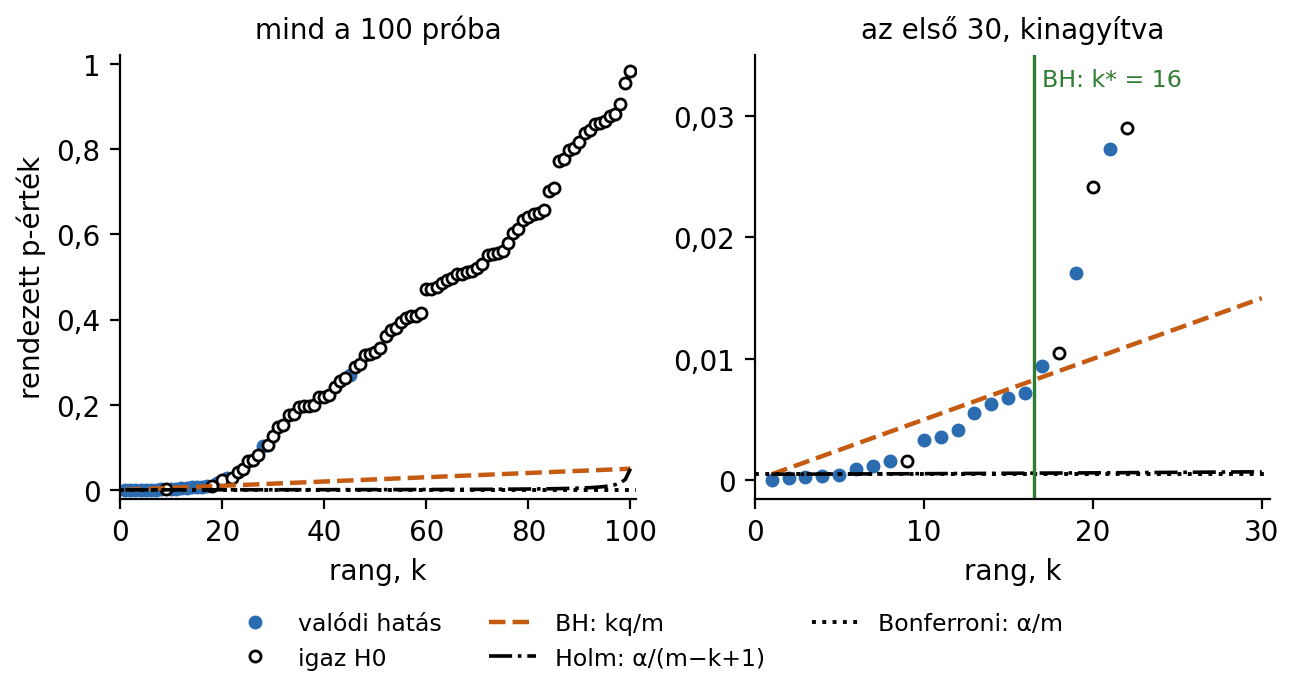 mind a 100 próba
rendezett p-érték
1
0,8
0,6
0,4
0,2
0
0 20 40 60 80 100
rang, k
az első 30, kinagyítva
BH: k* = 16
0,03
0,02
0,01
0
0 10 20 30
rang, k
valódi hatás
igaz H0
BH: kq/m
Holm: α/(m−k+1)
Bonferroni: α/m